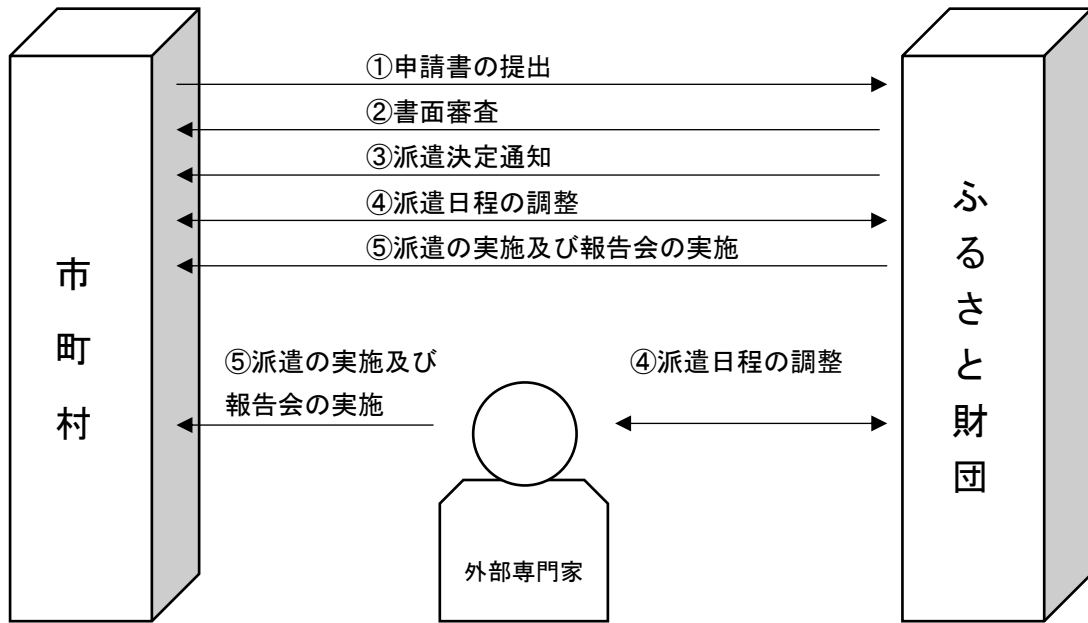 ①申請書の提出
②書面審査
③派遣決定通知
④派遣日程の調整
⑤派遣の実施及び報告会の実施
市町村
ふるさと財団
⑤派遣の実施及び
報告会の実施
④派遣日程の調整
外部専門家